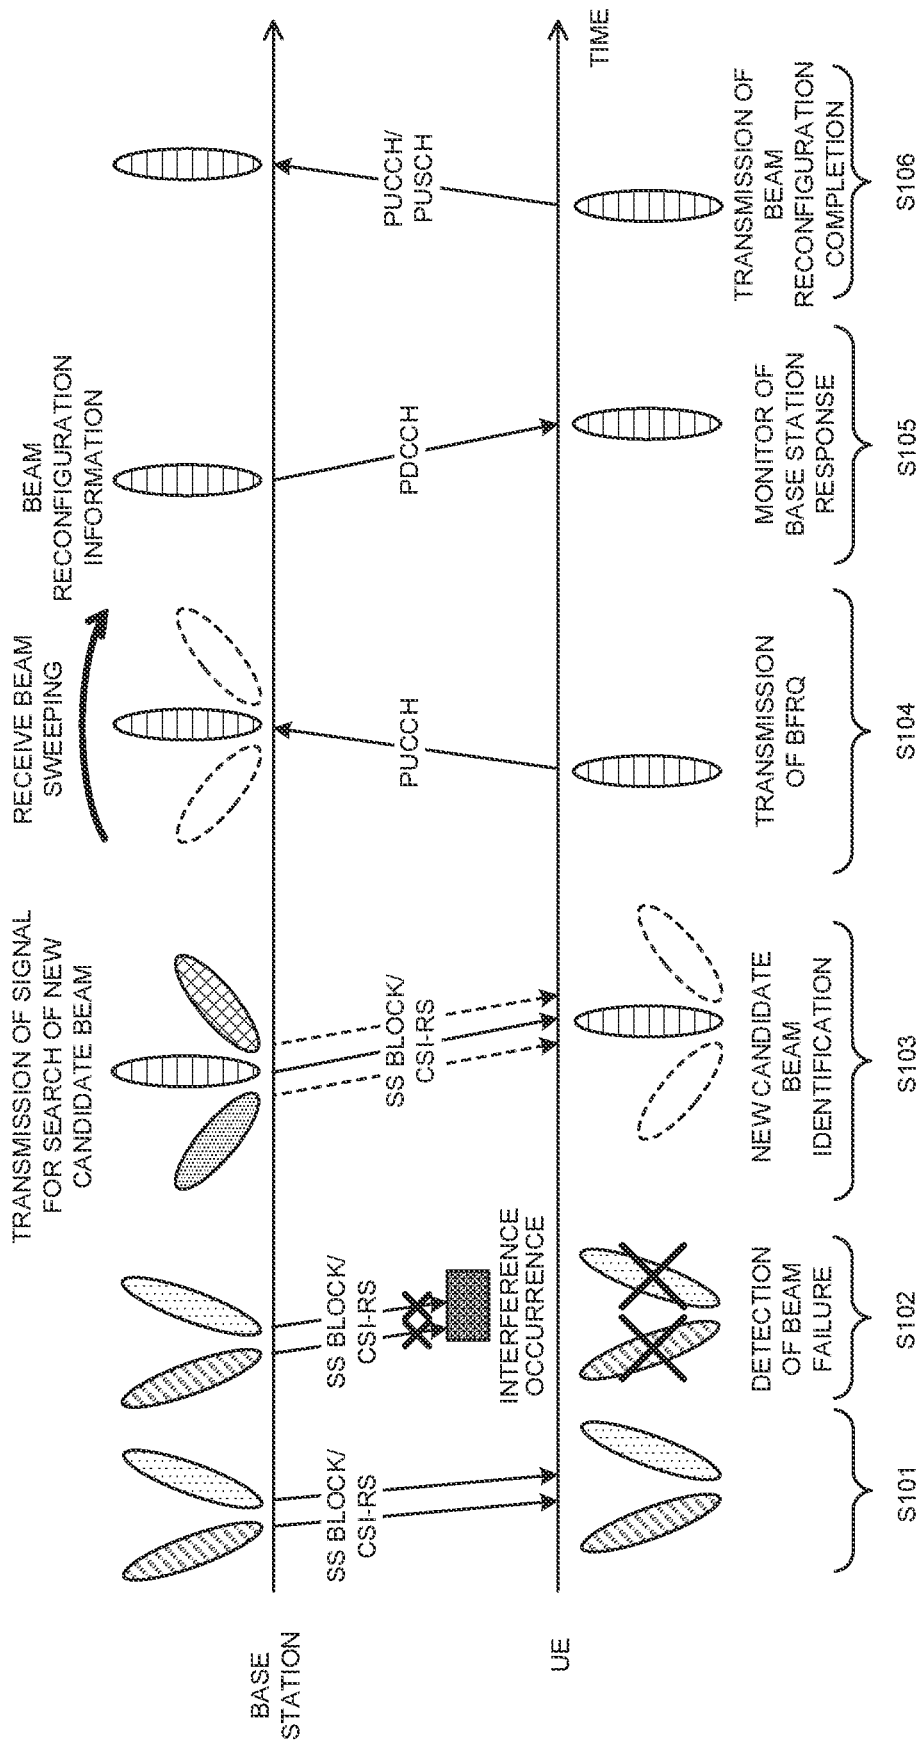 TRANSMISSION OF SIGNAL
FOR SEARCH OF NEW
CANDIDATE BEAM
RECEIVE BEAM
SWEEPING
BEAM
RECONFIGURATION
INFORMATION
BASE
STATION
SS BLOCK/
CSI-RS
SS BLOCK/
CSI-RS
SS BLOCK/
CSI-RS
PUCCH
PDCCH
PUCCH/
PUSCH
INTERFERENCE
OCCURRENCE
UE
TIME
DETECTION
OF BEAM
FAILURE
NEW CANDIDATE
BEAM
IDENTIFICATION
TRANSMISSION
OF BFRQ
MONITOR OF
BASE STATION
RESPONSE
TRANSMISSION OF
BEAM
RECONFIGURATION
COMPLETION
S101
S102
S103
S104
S105
S106